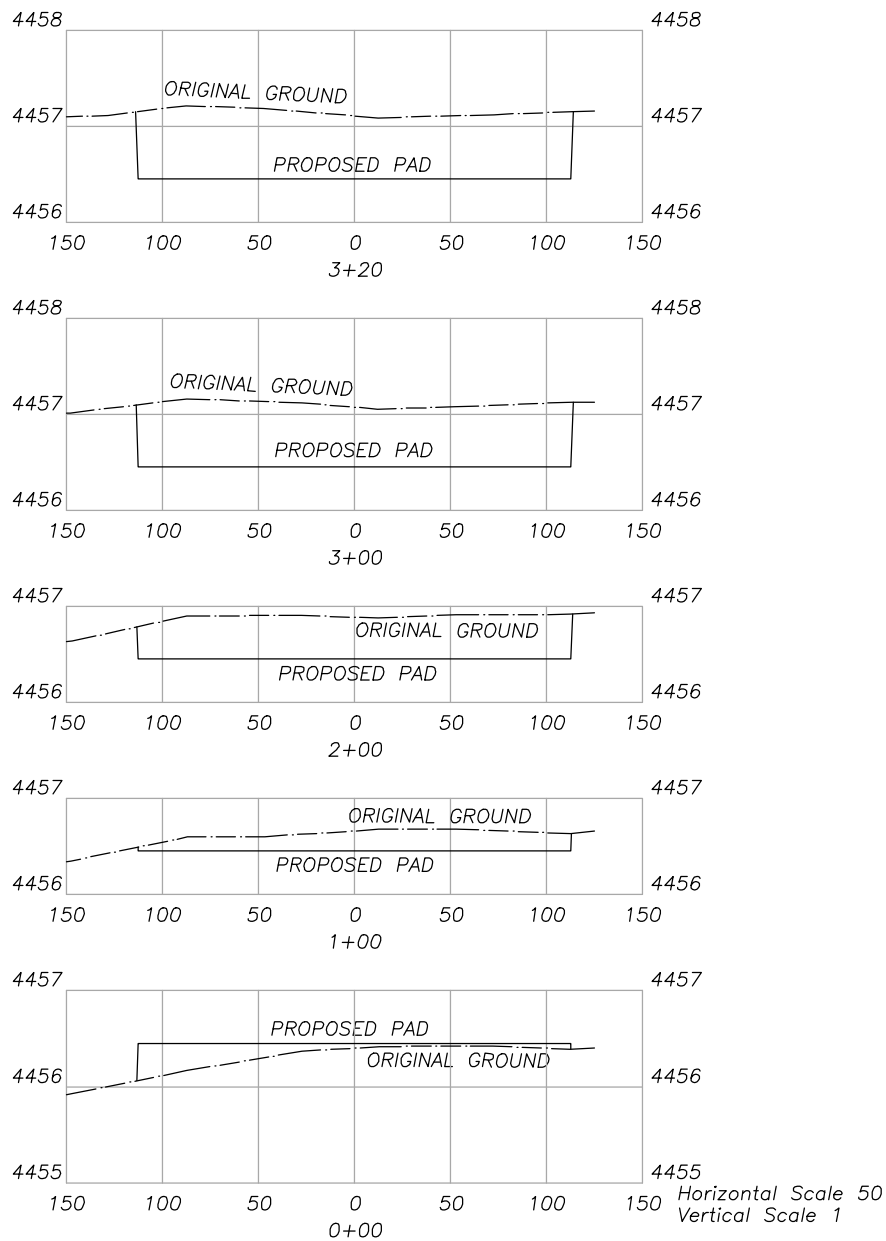 4458 4458
ORIGINAL GROUND
4457 4457
PROPOSED PAD
4456 4456
150 100 50 0 50 100 150
3+20
4458 4458
ORIGINAL GROUND
4457 4457
PROPOSED PAD
4456 4456
150 100 50 0 50 100 150
3+00
4457 4457
ORIGINAL GROUND
PROPOSED PAD
4456 4456
150 100 50 0 50 100 150
2+00
4457 4457
ORIGINAL GROUND
PROPOSED PAD
4456 4456
150 100 50 0 50 100 150
1+00
4457 4457
PROPOSED PAD
ORIGINAL GROUND
4456 4456
4455 4455
150 100 50 0 50 100 150
0+00
Horizontal Scale 50
Vertical Scale 1